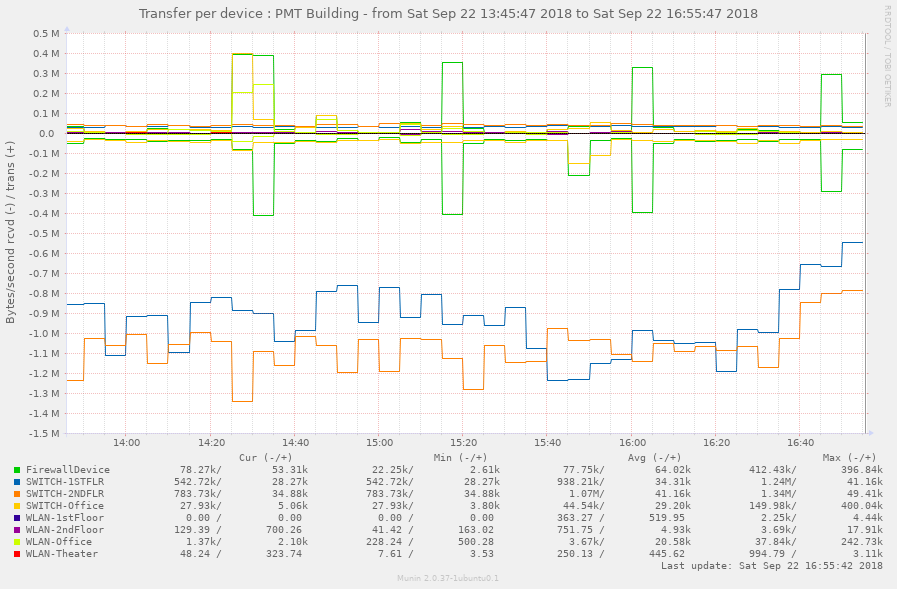 Transfer per device : PMT Building - from Sat Sep 22 13:45:47 2018 to Sat Sep 22 16:55:47 2018
RRDTOOL / TOBI OETIKER
Bytes/second rcvd (-) / trans (+)
0.5 M
0.4 M
0.3 M
0.2 M
0.1 M
0.0
-0.1 M
-0.2 M
-0.3 M
-0.4 M
-0.5 M
-0.6 M
-0.7 M
-0.8 M
-0.9 M
-1.0 M
-1.1 M
-1.2 M
-1.3 M
-1.4 M
-1.5 M
14:00 14:20 14:40 15:00 15:20 15:40 16:00 16:20 16:40
Cur (-/+) Min (-/+) Avg (-/+) Max (-/+)
FirewallDevice 78.27k/ 53.31k 22.25k/ 2.61k 77.75k/ 64.02k 412.43k/ 396.84k
SWITCH-1STFLR 542.72k/ 28.27k 542.72k/ 28.27k 938.21k/ 34.31k 1.24M/ 41.16k
SWITCH-2NDFLR 783.73k/ 34.88k 783.73k/ 34.88k 1.07M/ 41.16k 1.34M/ 49.41k
SWITCH-Office 27.93k/ 5.06k 27.93k/ 3.80k 44.54k/ 29.20k 149.98k/ 400.04k
WLAN-1stFloor 0.00 / 0.00 0.00 / 0.00 363.27 / 519.95 2.25k/ 4.44k
WLAN-2ndFloor 129.39 / 700.26 41.42 / 163.02 751.75 / 4.93k 3.69k/ 17.91k
WLAN-Office 1.37k/ 2.10k 228.24 / 500.28 3.67k/ 20.58k 37.84k/ 242.73k
WLAN-Theater 48.24 / 323.74 7.61 / 3.53 250.13 / 445.62 994.79 / 3.11k
Last update: Sat Sep 22 16:55:42 2018
Munin 2.0.37-1ubuntu0.1